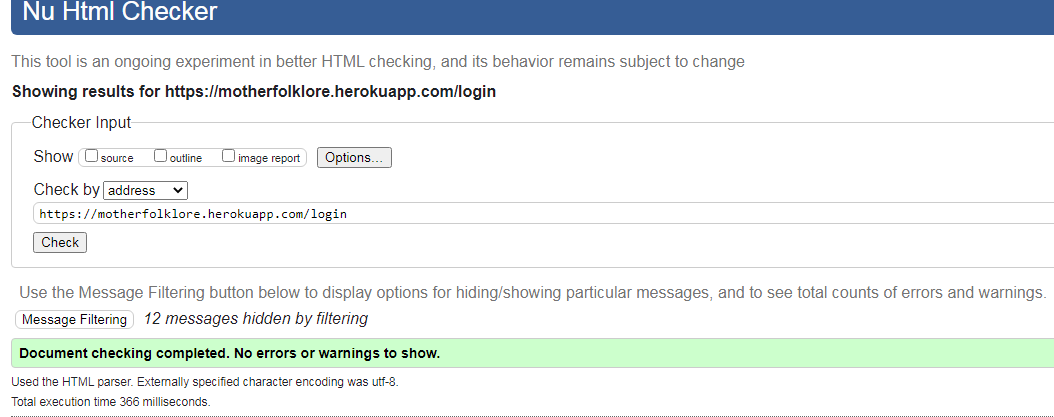 Nu Html Checker
This tool is an ongoing experiment in better HTML checking, and its behavior remains subject to change
Showing results for https://motherfolklore.herokuapp.com/login
Checker Input
Show source outline image report Options...
Check by address
https://motherfolklore.herokuapp.com/login
Check
Use the Message Filtering button below to display options for hiding/showing particular messages, and to see total counts of errors and warnings.
Message Filtering 12 messages hidden by filtering
Document checking completed. No errors or warnings to show.
Used the HTML parser. Externally specified character encoding was utf-8.
Total execution time 366 milliseconds.